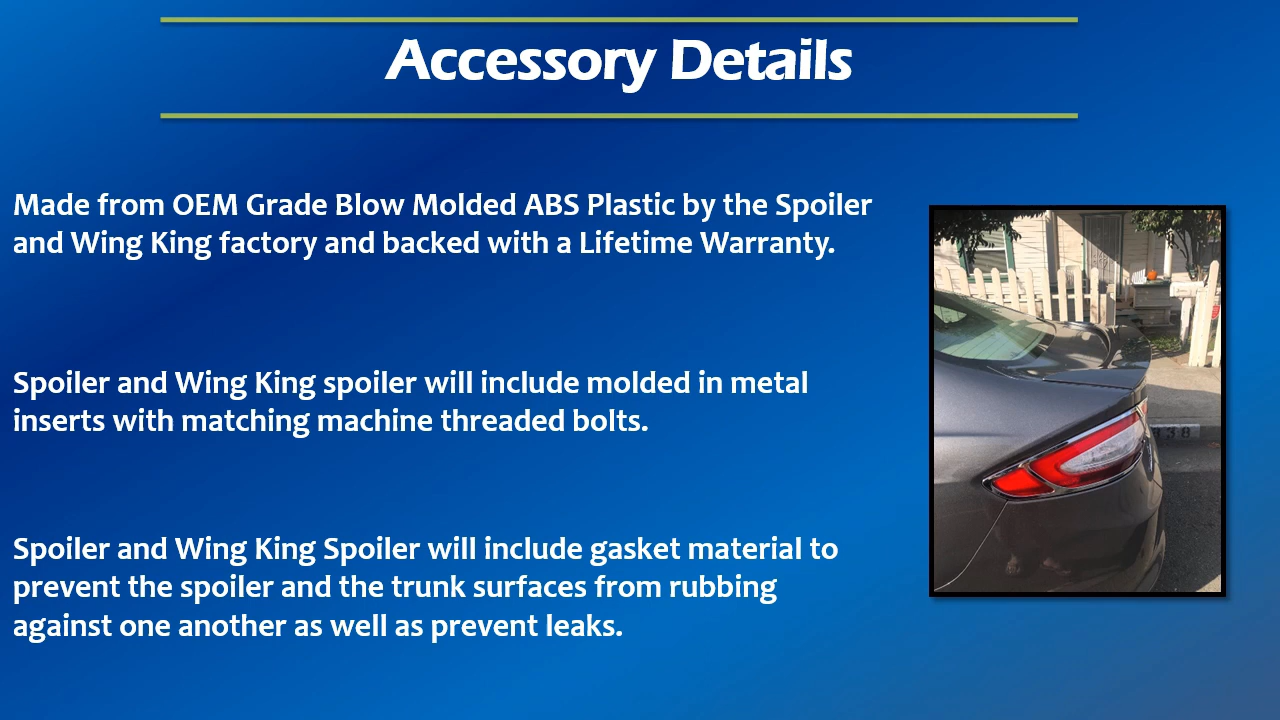 Accessory Details
Made from OEM Grade Blow Molded ABS Plastic by the Spoiler
and Wing King factory and backed with a Lifetime Warranty.
Spoiler and Wing King spoiler will include molded in metal
inserts with matching machine threaded bolts.
Spoiler and Wing King Spoiler will include gasket material to
prevent the spoiler and the trunk surfaces from rubbing
against one another as well as prevent leaks.